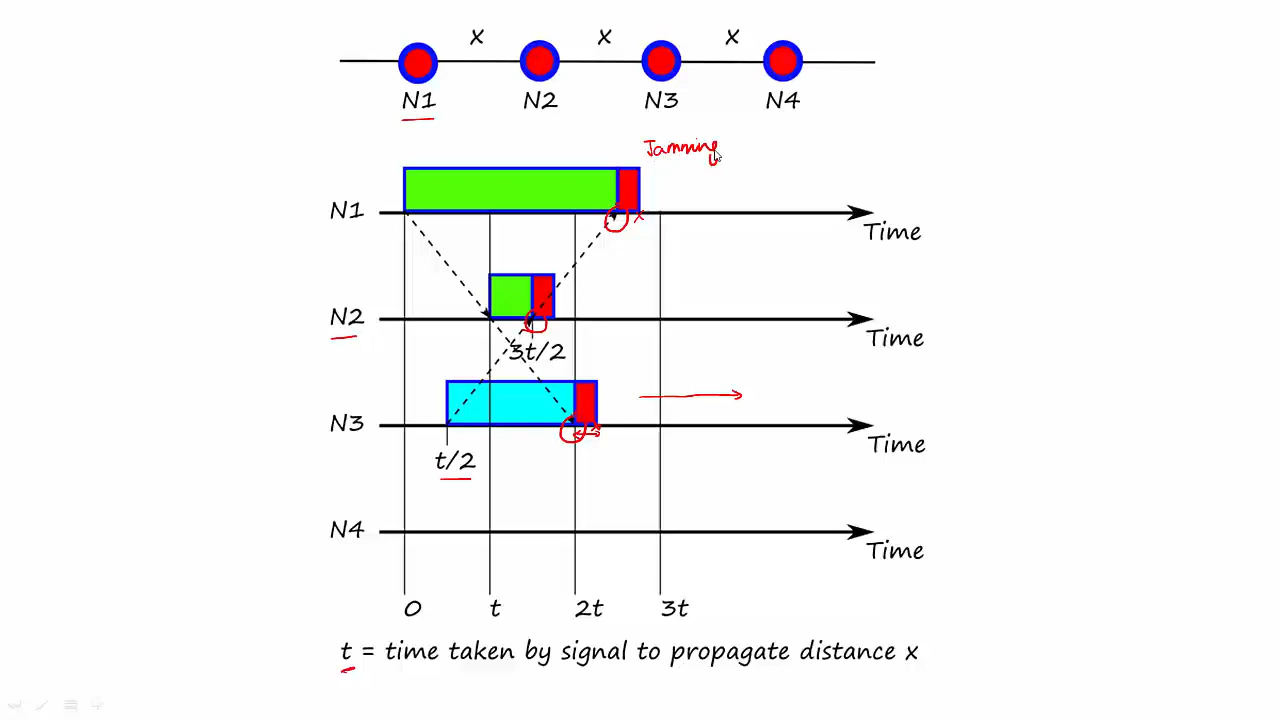 x x x
N1 N2 N3 N4
Jamming
N1
Time
N2
Time
3t/2
N3
Time
t/2
N4
Time
0 t 2t 3t
t = time taken by signal to propagate distance x